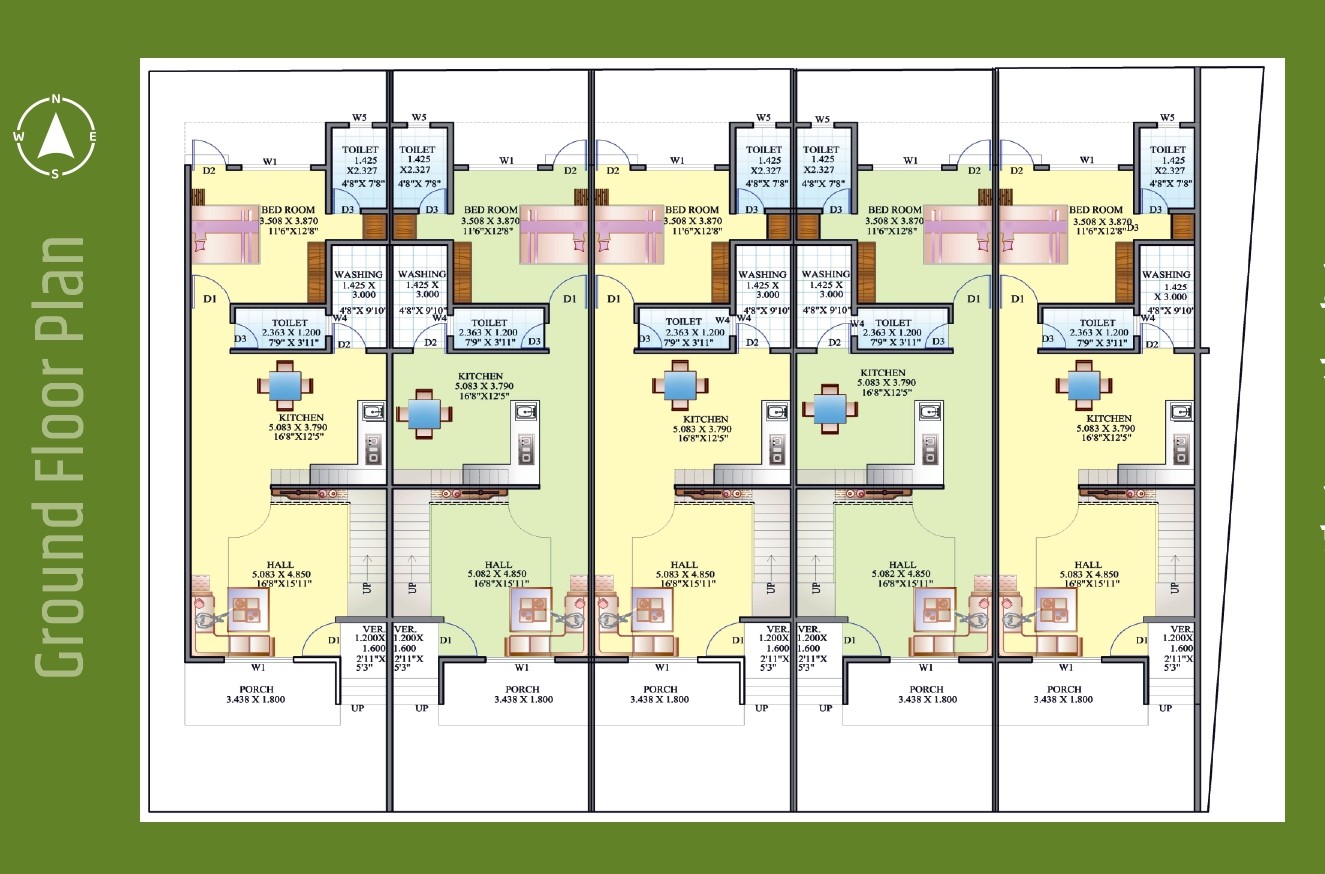 N
W E
S
Ground Floor Plan
W5
TOILET
1.425
X2.327
4'8"X 7'8"
D3
D2
W1
BED ROOM
3.508 X 3.870
11'6"X12'8"
D1
WASHING
1.425 X
3.000
4'8"X 9'10"
W4
D2
TOILET
2.363 X 1.200
7'9" X 3'11"
D3
KITCHEN
5.083 X 3.790
16'8"X12'5"
HALL
5.083 X 4.850
16'8"X15'11"
UP
D1
VER.
1.200X
1.600
2'11"X
5'3"
W1
PORCH
3.438 X 1.800
UP
W5
TOILET
1.425
X2.327
4'8"X 7'8"
D3
W1
D2
BED ROOM
3.508 X 3.870
11'6"X12'8"
D1
WASHING
1.425 X
3.000
4'8"X 9'10"
W4
D2
TOILET
2.363 X 1.200
7'9" X 3'11"
D3
KITCHEN
5.083 X 3.790
16'8"X12'5"
HALL
5.082 X 4.850
16'8"X15'11"
UP
VER.
1.200X
1.600
2'11"X
5'3"
D1
W1
PORCH
3.438 X 1.800
UP
W5
TOILET
1.425
X2.327
4'8"X 7'8"
D3
D2
W1
BED ROOM
3.508 X 3.870
11'6"X12'8"
D1
WASHING
1.425 X
3.000
4'8"X 9'10"
W4
D2
TOILET
2.363 X 1.200
7'9" X 3'11"
D3
KITCHEN
5.083 X 3.790
16'8"X12'5"
HALL
5.083 X 4.850
16'8"X15'11"
UP
D1
VER.
1.200X
1.600
2'11"X
5'3"
W1
PORCH
3.438 X 1.800
UP
W5
TOILET
1.425
X2.327
4'8"X 7'8"
D3
W1
D2
BED ROOM
3.508 X 3.870
11'6"X12'8"
D1
WASHING
1.425 X
3.000
4'8"X 9'10"
W4
D2
TOILET
2.363 X 1.200
7'9" X 3'11"
D3
KITCHEN
5.083 X 3.790
16'8"X12'5"
HALL
5.082 X 4.850
16'8"X15'11"
UP
VER.
1.200X
1.600
2'11"X
5'3"
D1
W1
PORCH
3.438 X 1.800
UP
W5
TOILET
1.425
X2.327
4'8"X 7'8"
D3
D2
W1
BED ROOM
3.508 X 3.870
11'6"X12'8"
D3
D1
WASHING
1.425
X 3.000
4'8"X 9'10"
W4
D2
TOILET
2.363 X 1.200
7'9" X 3'11"
D3
KITCHEN
5.083 X 3.790
16'8"X12'5"
HALL
5.083 X 4.850
16'8"X15'11"
UP
D1
VER.
1.200X
1.600
2'11"X
5'3"
W1
PORCH
3.438 X 1.800
UP